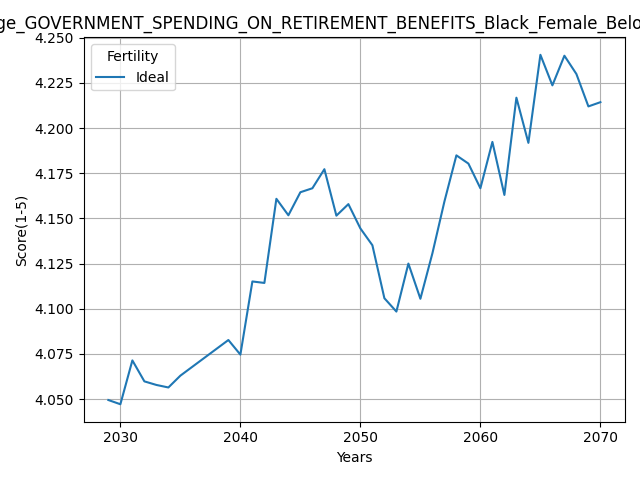 ge_GOVERNMENT_SPENDING_ON_RETIREMENT_BENEFITS_Black_Female_Belo
4.250
Fertility
Ideal
4.225
4.200
4.175
4.150
4.125
4.100
4.075
4.050
Score(1-5)
2030
2040
2050
2060
2070
Years